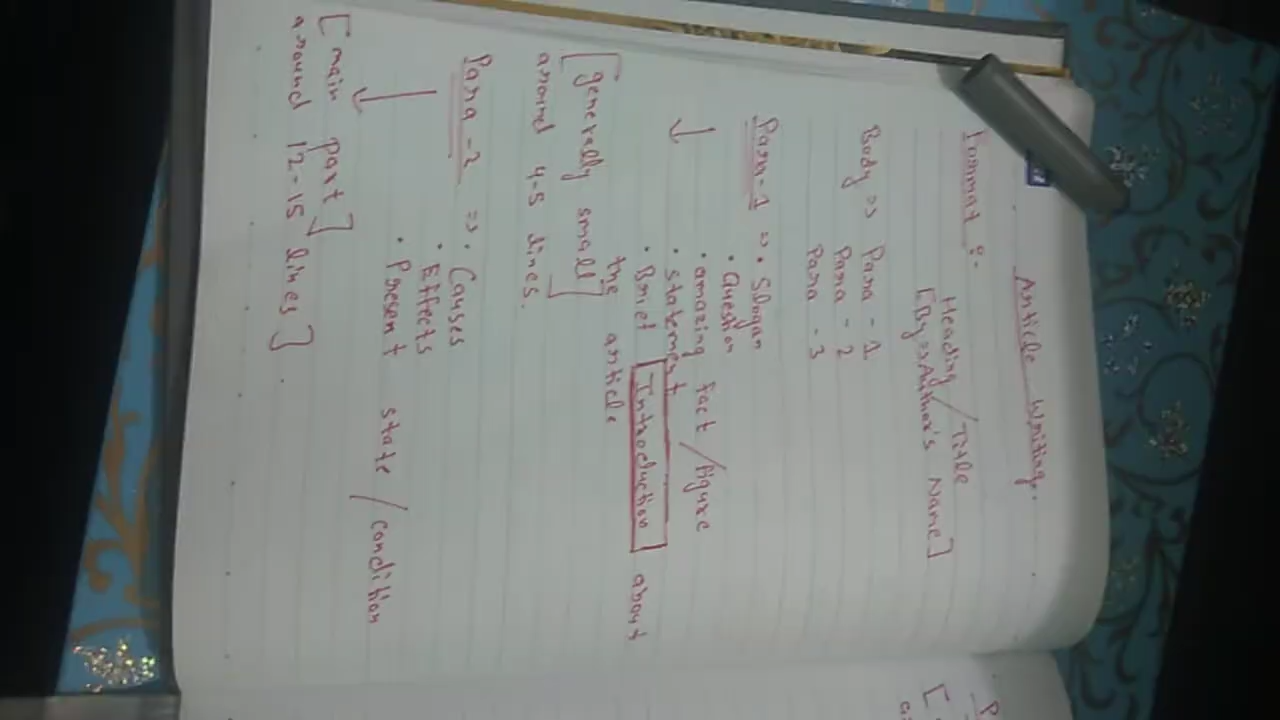 Article Writing.
Format :-
Heading / Title
[By => Author's Name]
Body => Para - 1
Para - 2
Para - 3
Para-1 => • Slogan
• Question
• amazing fact / figure
• statement
• Brief [Introduction] about
the article
[generally small]
around 4-5 lines.
Para-2 => • Causes
• Effects
• Present state / condition
[main part]
around 12-15 lines].